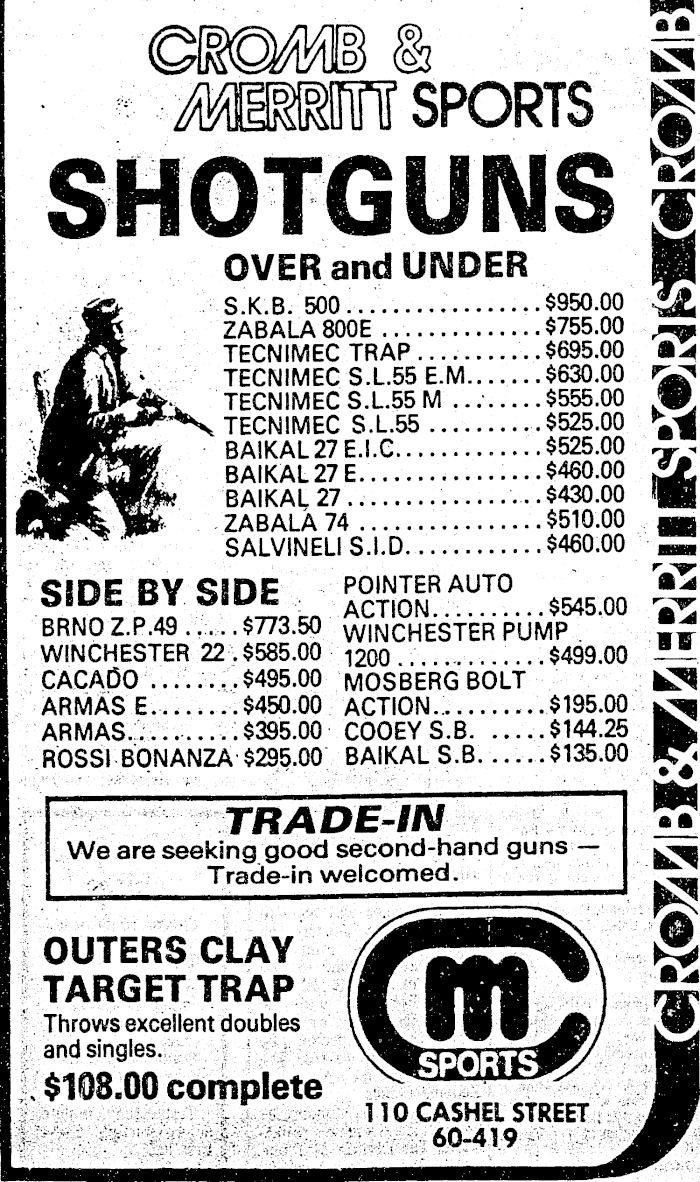 CROMB &
MERRITT SPORTS
SHOTGUNS
OVER and UNDER
S.K.B. 500..................$950.00
ZABALA 800E ...............$755.00
TECNIMEC TRAP............$695.00
TECNIMEC S.L.55 E.M.......$630.00
TECNIMEC S.L.55 M ........$555.00
TECNIMEC S.L.55 ...........$525.00
BAIKAL 27 E.I.C.............$525.00
BAIKAL 27 E.................$460.00
BAIKAL 27 ..................$430.00
ZABALA 74 .................$510.00
SALVINELI S.I.D.............$460.00
SIDE BY SIDE
BRNO Z.P.49 .....$773.50
WINCHESTER 22 .$585.00
CACADO ........$495.00
ARMAS E........$450.00
ARMAS..........$395.00
ROSSI BONANZA $295.00
POINTER AUTO
ACTION..........$545.00
WINCHESTER PUMP
1200 .............$499.00
MOSBERG BOLT
ACTION..........$195.00
COOEY S.B. ......$144.25
BAIKAL S.B.......$135.00
TRADE-IN
We are seeking good second-hand guns —
Trade-in welcomed.
OUTERS CLAY
TARGET TRAP
Throws excellent doubles
and singles.
$108.00 complete
Cm
SPORTS
110 CASHEL STREET
60-419
CROMB & MERRITT SPORTS CROMB